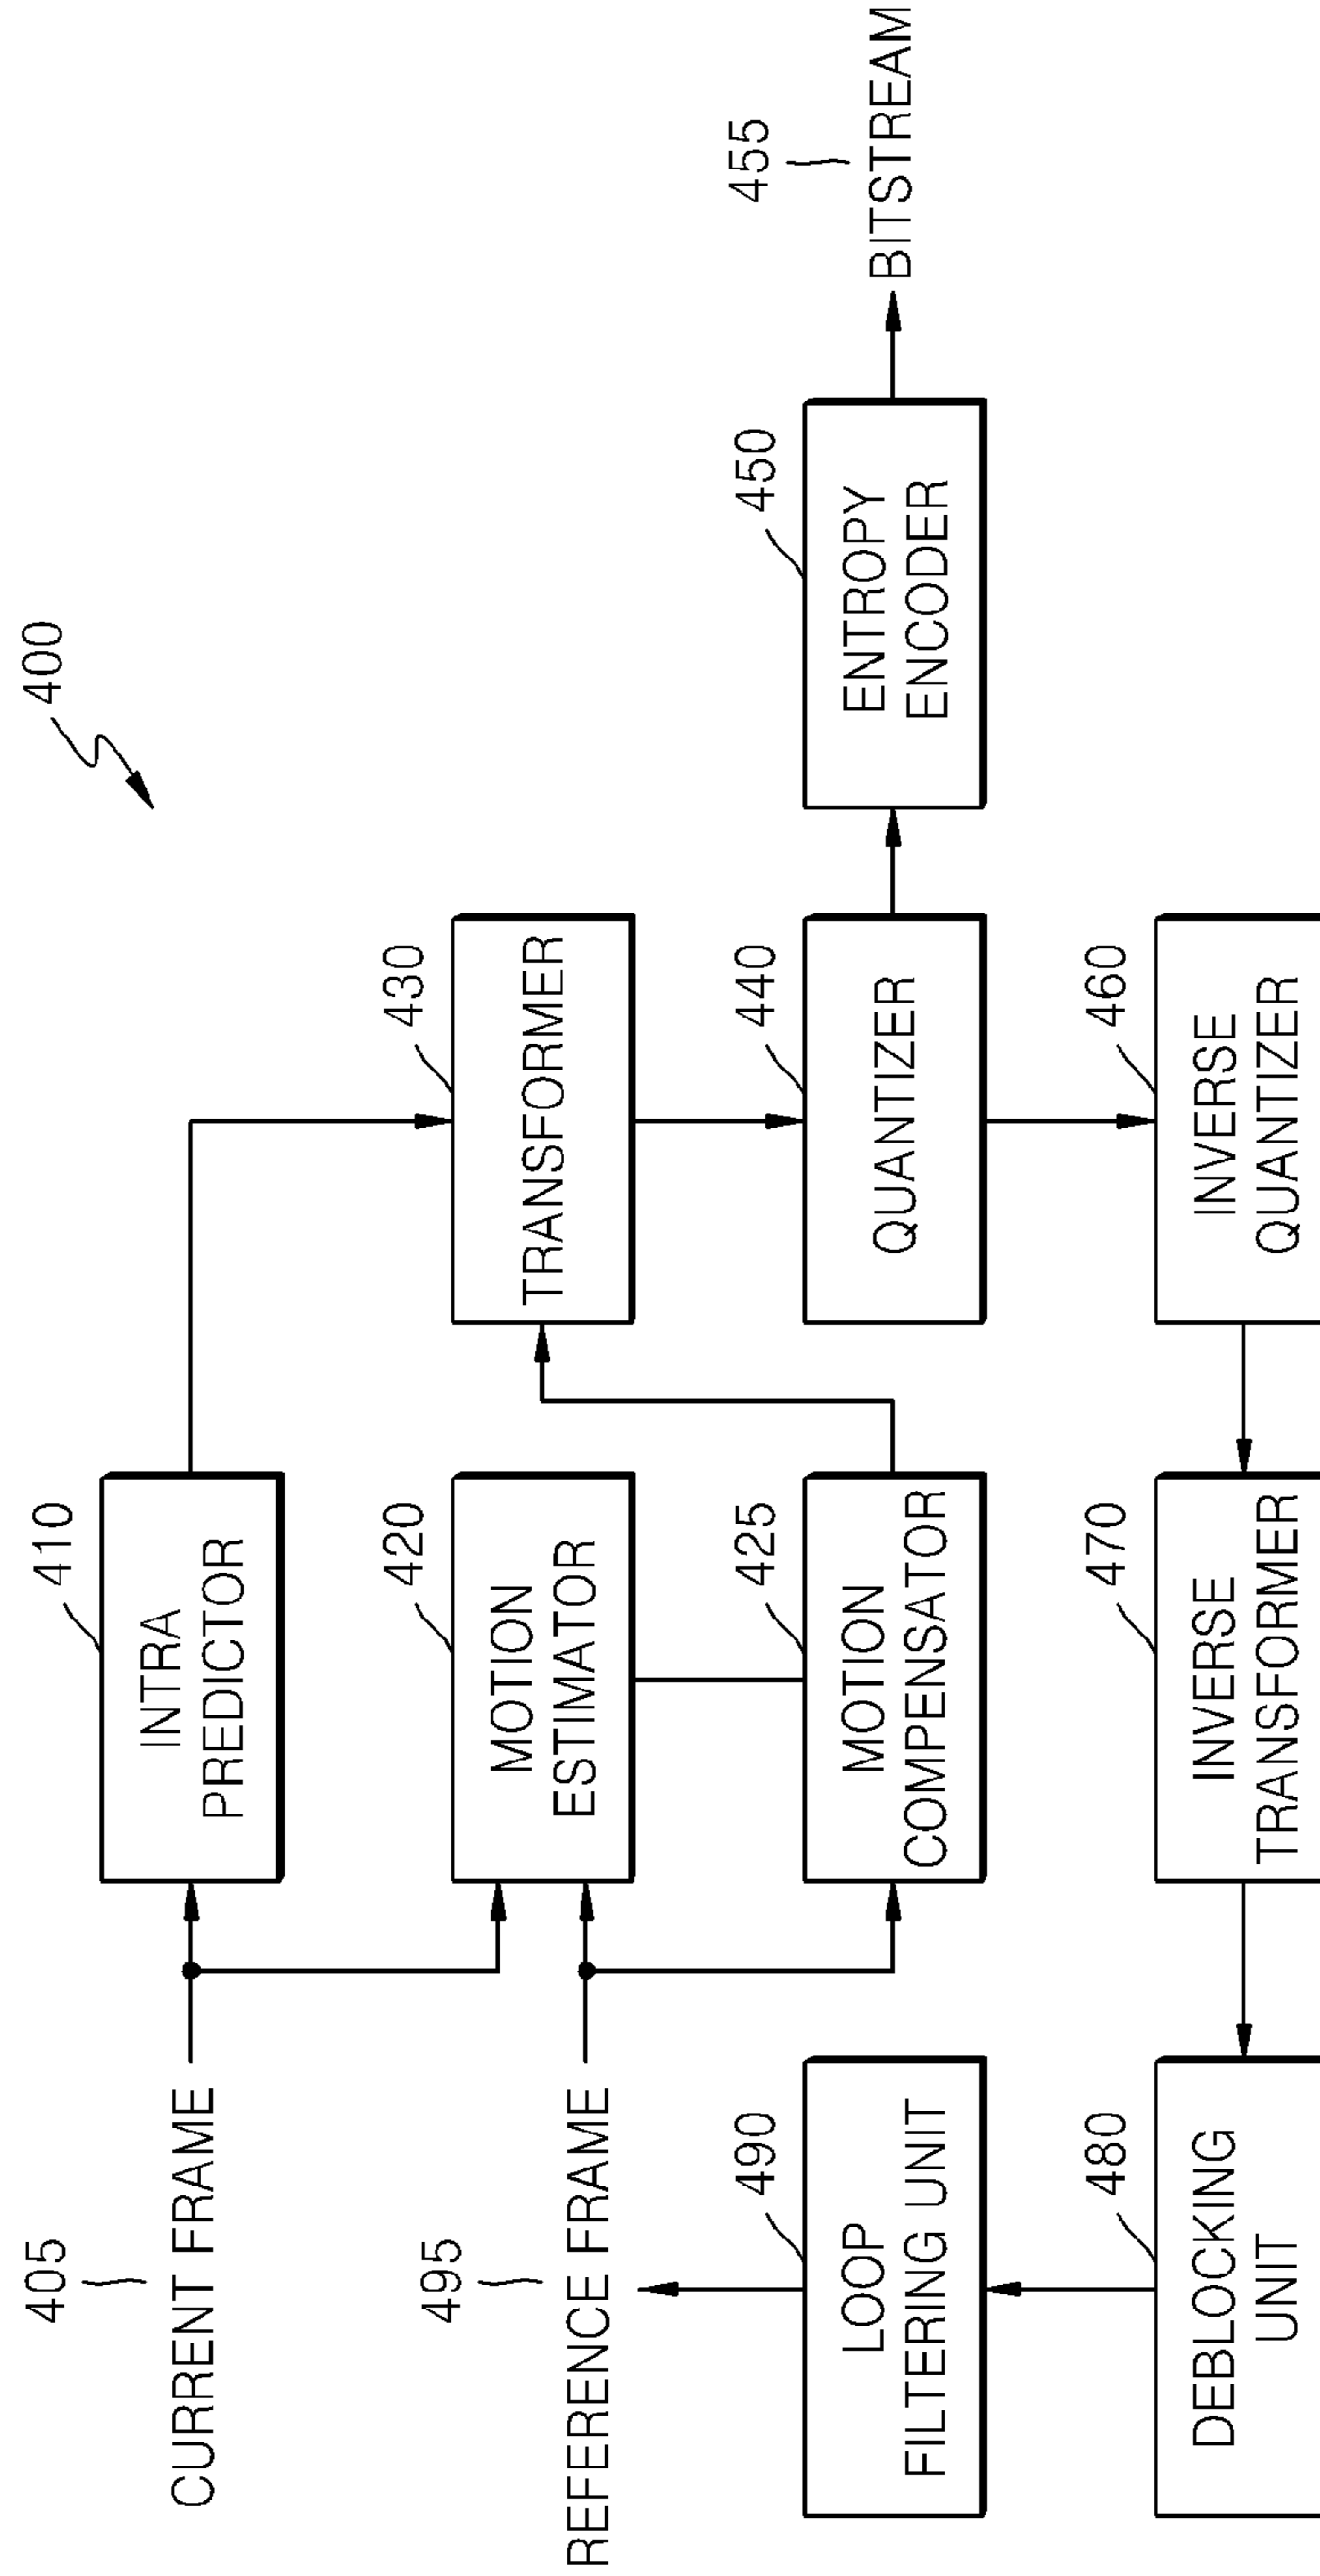 400
405
CURRENT FRAME
410
INTRA
PREDICTOR
495
REFERENCE FRAME
420
MOTION
ESTIMATOR
430
TRANSFORMER
490
LOOP
FILTERING UNIT
425
MOTION
COMPENSATOR
440
QUANTIZER
450
ENTROPY
ENCODER
455
BITSTREAM
480
DEBLOCKING
UNIT
470
INVERSE
TRANSFORMER
460
INVERSE
QUANTIZER